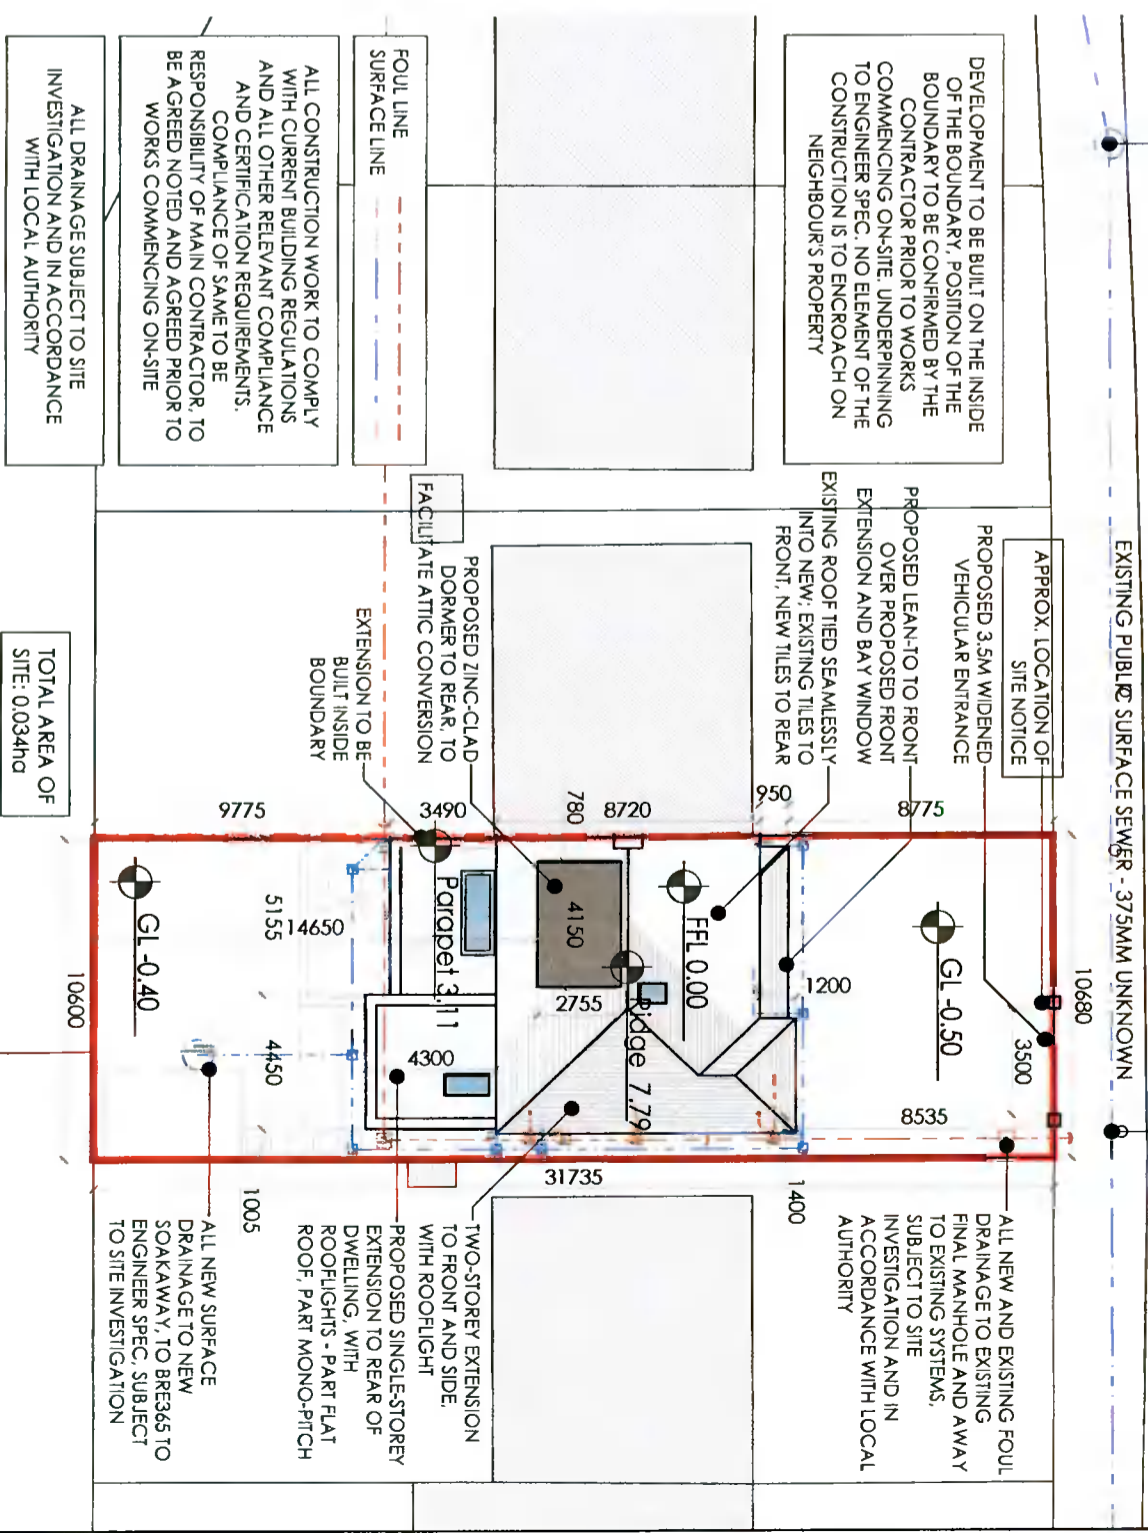 EXISTING PUBLIC SURFACE SEWER - 375MM UNKNOWN
DEVELOPMENT TO BE BUILT ON THE INSIDE
OF THE BOUNDARY, POSITION OF THE
BOUNDARY TO BE CONFIRMED BY THE
CONTRACTOR PRIOR TO WORKS
COMMENCING ON-SITE. UNDERPINNING
TO ENGINEER SPEC. NO ELEMENT OF THE
CONSTRUCTION IS TO ENCROACH ON
NEIGHBOUR'S PROPERTY
FOUL LINE
SURFACE LINE
ALL CONSTRUCTION WORK TO COMPLY
WITH CURRENT BUILDING REGULATIONS
AND ALL OTHER RELEVANT COMPLIANCE
AND CERTIFICATION REQUIREMENTS.
COMPLIANCE OF SAME TO BE
RESPONSIBILITY OF MAIN CONTRACTOR, TO
BE AGREED NOTED AND AGREED PRIOR TO
WORKS COMMENCING ON-SITE
ALL DRAINAGE SUBJECT TO SITE
INVESTIGATION AND IN ACCORDANCE
WITH LOCAL AUTHORITY
APPROX. LOCATION OF
SITE NOTICE
PROPOSED 3.5M WIDENED
VEHICULAR ENTRANCE
PROPOSED LEAN-TO TO FRONT
OVER PROPOSED FRONT
EXTENSION AND BAY WINDOW
EXISTING ROOF TIED SEAMLESSLY
INTO NEW; EXISTING TILES TO
FRONT, NEW TILES TO REAR
PROPOSED ZINC-CLAD
DORMER TO REAR, TO
FACILITATE ATTIC CONVERSION
EXTENSION TO BE
BUILT INSIDE
BOUNDARY
TOTAL AREA OF
SITE: 0.034ha
8775
950
8720
780
3490
9775
10680
3500
GL -0.50
8535
1200
FFL 0.00
Ridge 7.79
4150
2755
Parapet 3.11
4300
14650
5155
4450
GL -0.40
10600
1400
31735
1005
ALL NEW AND EXISTING FOUL
DRAINAGE TO EXISTING
FINAL MANHOLE AND AWAY
TO EXISTING SYSTEMS,
SUBJECT TO SITE
INVESTIGATION AND IN
ACCORDANCE WITH LOCAL
AUTHORITY
TWO-STOREY EXTENSION
TO FRONT AND SIDE,
WITH ROOFLIGHT
PROPOSED SINGLE-STOREY
EXTENSION TO REAR OF
DWELLING, WITH
ROOFLIGHTS - PART FLAT
ROOF, PART MONO-PITCH
ALL NEW SURFACE
DRAINAGE TO NEW
SOAKAWAY, TO BRE365 TO
ENGINEER SPEC, SUBJECT
TO SITE INVESTIGATION